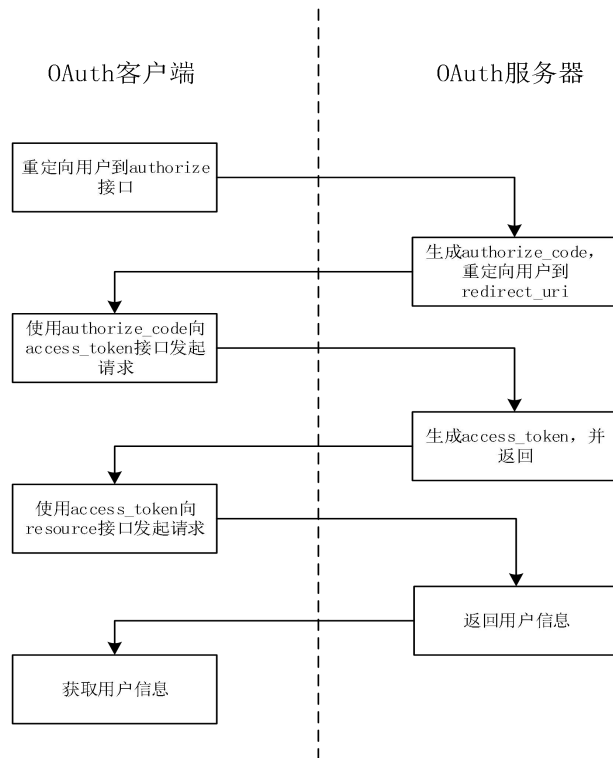 OAuth客户端
OAuth服务器
重定向用户到authorize
接口
生成authorize_code,
重定向用户到
redirect_uri
使用authorize_code向
access_token接口发起
请求
生成access_token，并
返回
使用access_token向
resource接口发起请求
返回用户信息
获取用户信息